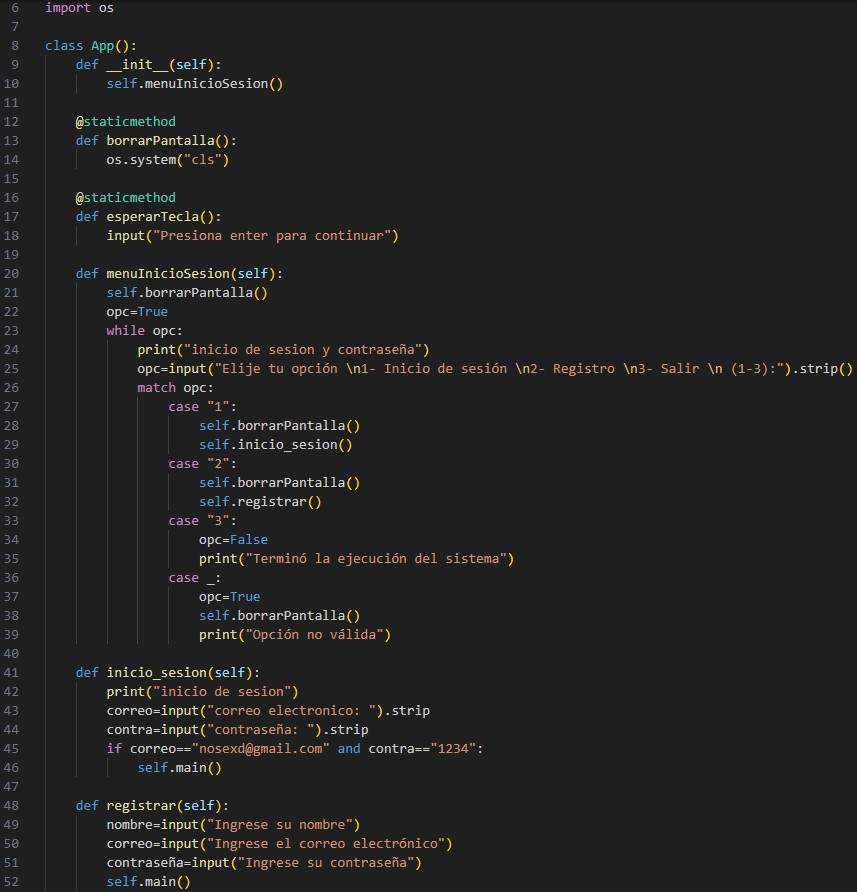 6 import os
7
8 class App():
9     def __init__(self):
10         self.menuInicioSesion()
11
12     @staticmethod
13     def borrarPantalla():
14         os.system("cls")
15
16     @staticmethod
17     def esperarTecla():
18         input("Presiona enter para continuar")
19
20     def menuInicioSesion(self):
21         self.borrarPantalla()
22         opc=True
23         while opc:
24             print("inicio de sesion y contraseña")
25             opc=input("Elije tu opción \n1- Inicio de sesión \n2- Registro \n3- Salir \n (1-3):").strip()
26             match opc:
27                 case "1":
28                     self.borrarPantalla()
29                     self.inicio_sesion()
30                 case "2":
31                     self.borrarPantalla()
32                     self.registrar()
33                 case "3":
34                     opc=False
35                     print("Terminó la ejecución del sistema")
36                 case _:
37                     opc=True
38                     self.borrarPantalla()
39                     print("Opción no válida")
40
41     def inicio_sesion(self):
42         print("inicio de sesion")
43         correo=input("correo electronico: ").strip
44         contra=input("contraseña: ").strip
45         if correo=="nosexd@gmail.com" and contra=="1234":
46             self.main()
47
48     def registrar(self):
49         nombre=input("Ingrese su nombre")
50         correo=input("Ingrese el correo electrónico")
51         contraseña=input("Ingrese su contraseña")
52         self.main()